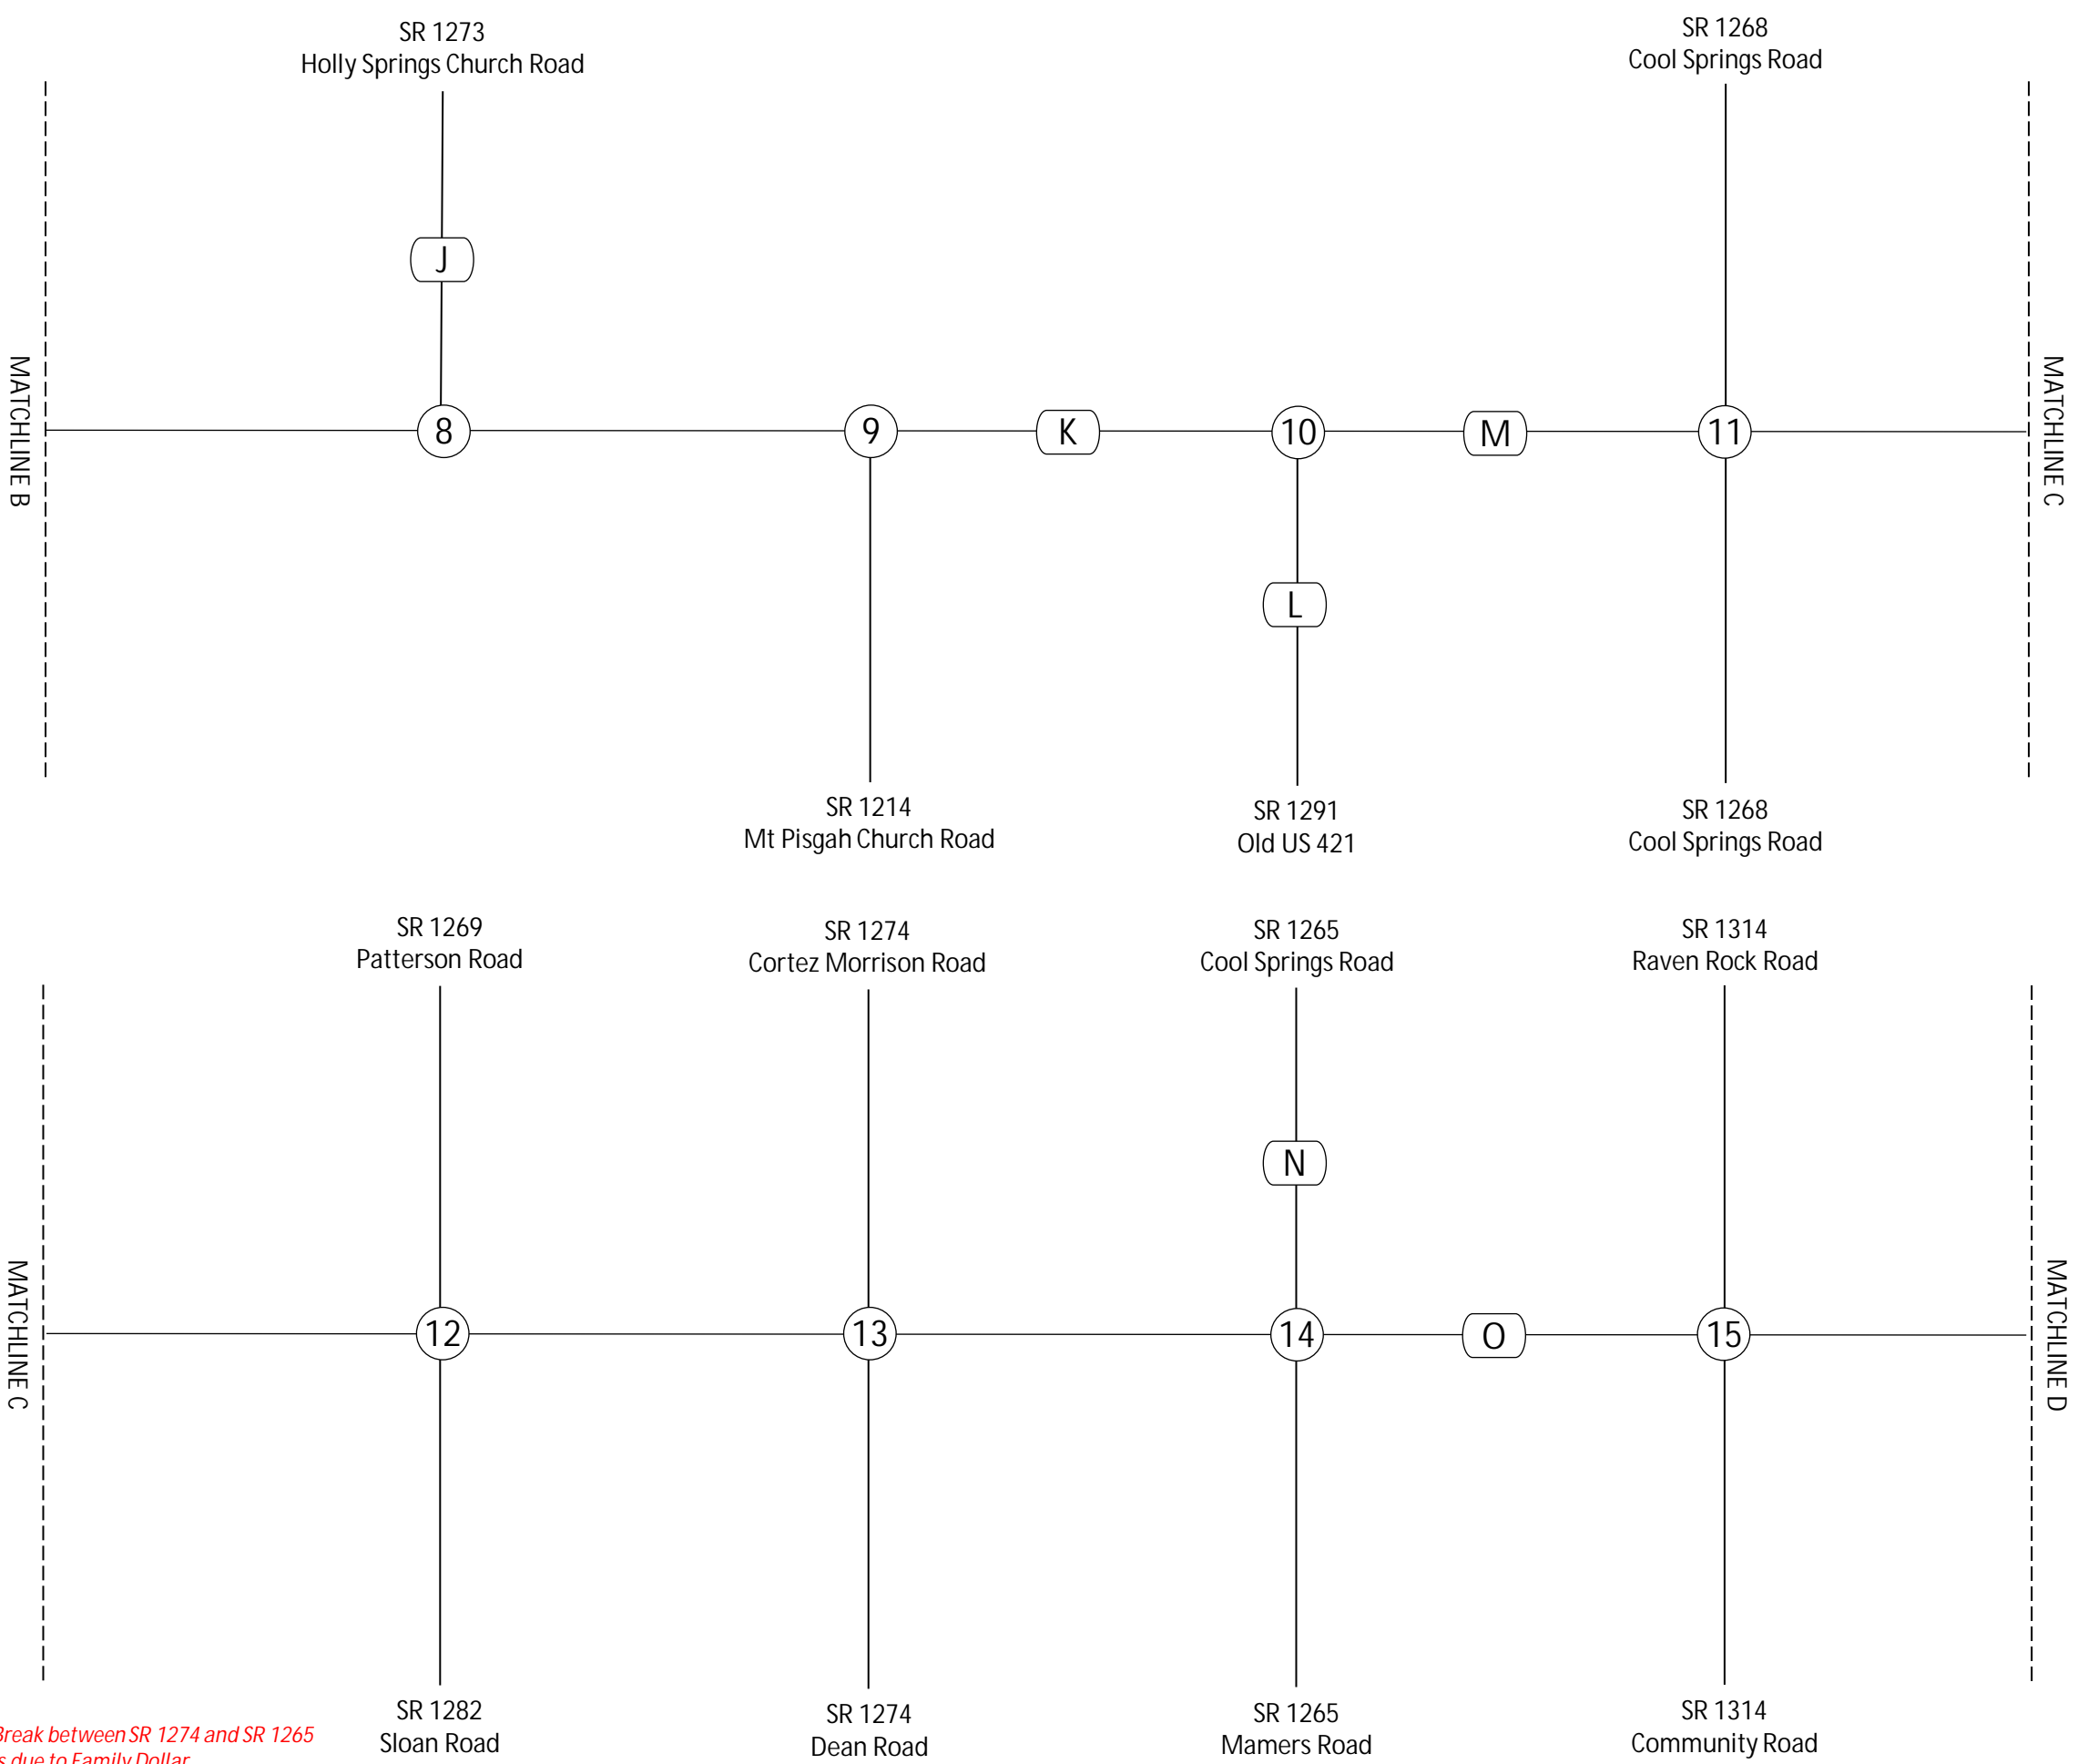 SR 1273
Holly Springs Church Road
SR 1268
Cool Springs Road
J
MATCHLINE B
8
9
K
10
M
11
MATCHLINE C
L
SR 1214
Mt Pisgah Church Road
SR 1291
Old US 421
SR 1268
Cool Springs Road
SR 1269
Patterson Road
SR 1274
Cortez Morrison Road
SR 1265
Cool Springs Road
SR 1314
Raven Rock Road
N
MATCHLINE C
12
13
14
O
15
MATCHLINE D
SR 1282
Sloan Road
SR 1274
Dean Road
SR 1265
Mamers Road
SR 1314
Community Road
Break between SR 1274 and SR 1265
s due to Family Dollar